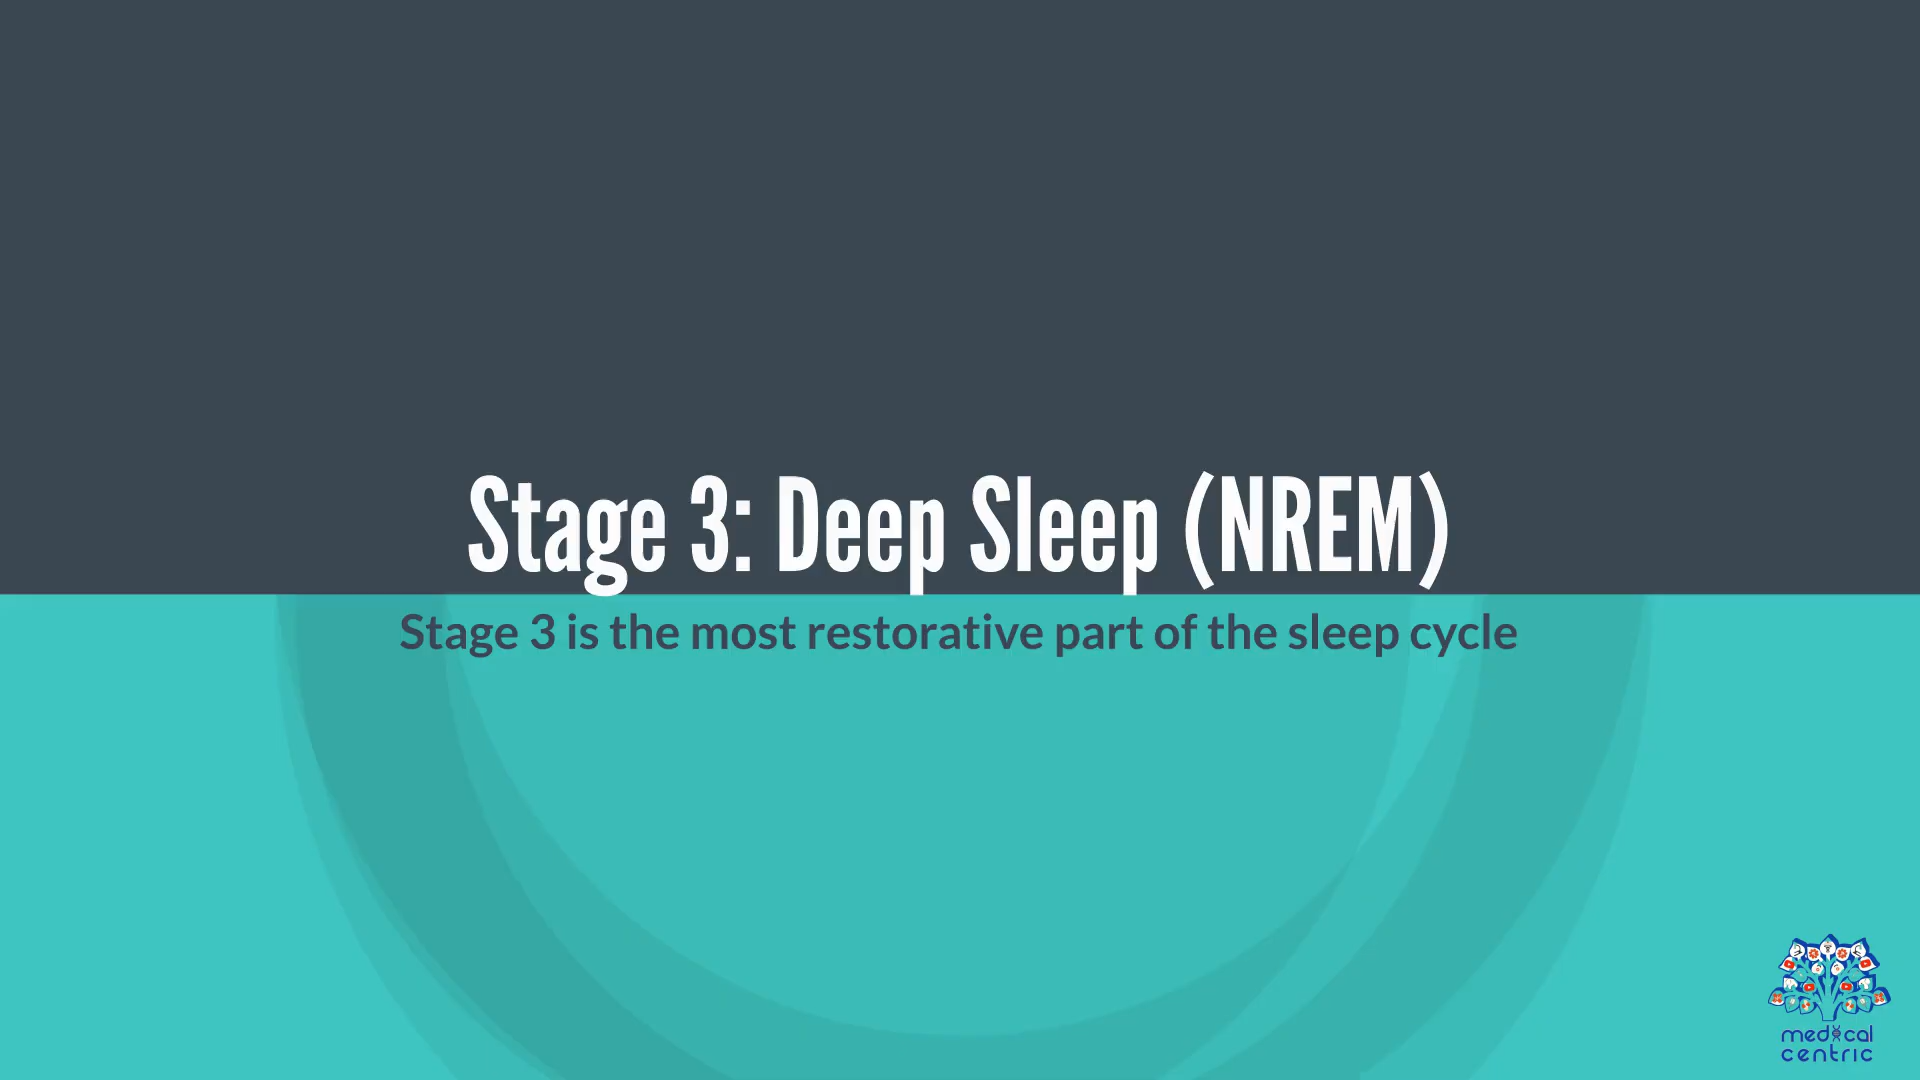 Stage 3: Deep Sleep (NREM)
Stage 3 is the most restorative part of the sleep cycle
medical
centric